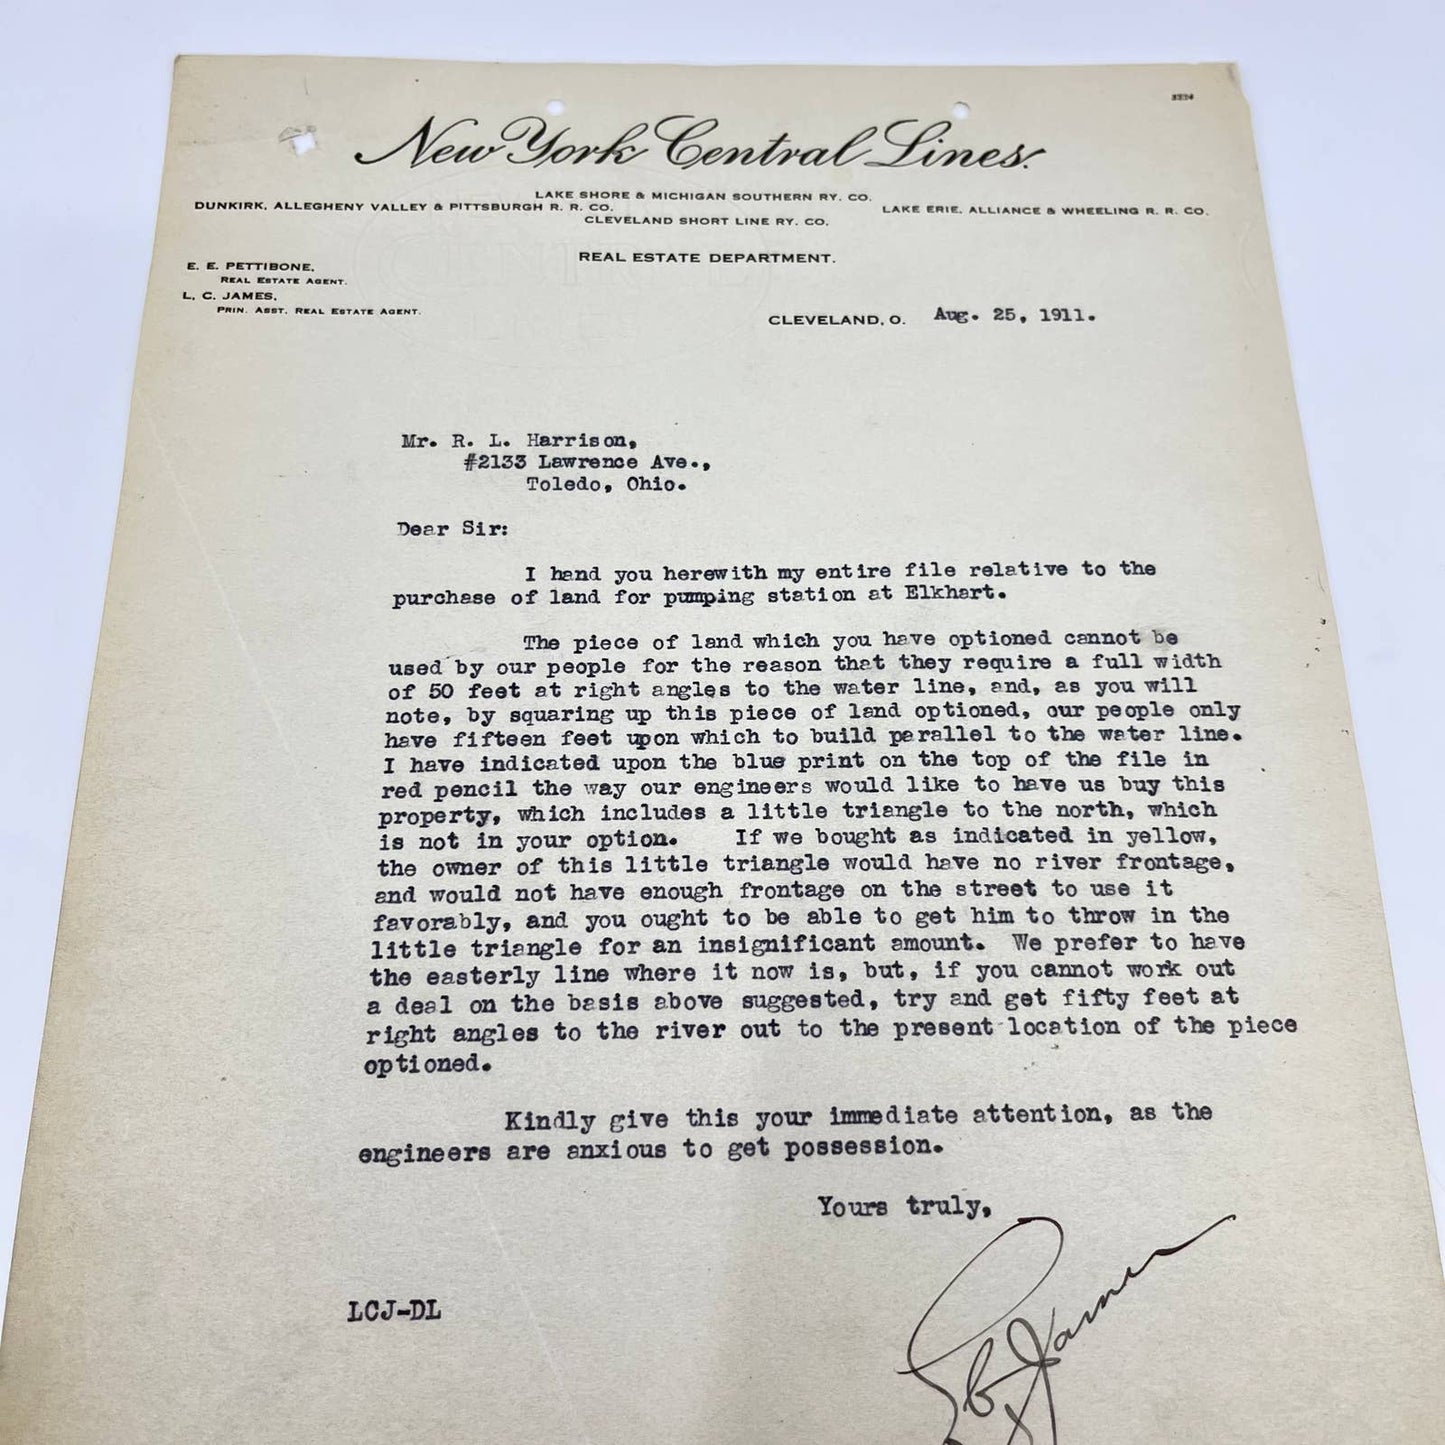 New York Central Lines.
LAKE SHORE & MICHIGAN SOUTHERN RY. CO.
DUNKIRK, ALLEGHENY VALLEY & PITTSBURGH R. R. CO.
LAKE ERIE, ALLIANCE & WHEELING R. R. CO.
CLEVELAND SHORT LINE RY. CO.
REAL ESTATE DEPARTMENT.
E. E. PETTIBONE,
REAL ESTATE AGENT.
L. C. JAMES,
PRIN. ASST. REAL ESTATE AGENT.
CLEVELAND, O. Aug. 25, 1911.
Mr. R. L. Harrison,
#2133 Lawrence Ave.,
Toledo, Ohio.
Dear Sir:
I hand you herewith my entire file relative to the
purchase of land for pumping station at Elkhart.
The piece of land which you have optioned cannot be
used by our people for the reason that they require a full width
of 50 feet at right angles to the water line, and, as you will
note, by squaring up this piece of land optioned, our people only
have fifteen feet upon which to build parallel to the water line.
I have indicated upon the blue print on the top of the file in
red pencil the way our engineers would like to have us buy this
property, which includes a little triangle to the north, which
is not in your option. If we bought as indicated in yellow,
the owner of this little triangle would have no river frontage,
and would not have enough frontage on the street to use it
favorably, and you ought to be able to get him to throw in the
little triangle for an insignificant amount. We prefer to have
the easterly line where it now is, but, if you cannot work out
a deal on the basis above suggested, try and get fifty feet at
right angles to the river out to the present location of the piece
optioned.
Kindly give this your immediate attention, as the
engineers are anxious to get possession.
Yours truly,
LCJ-DL